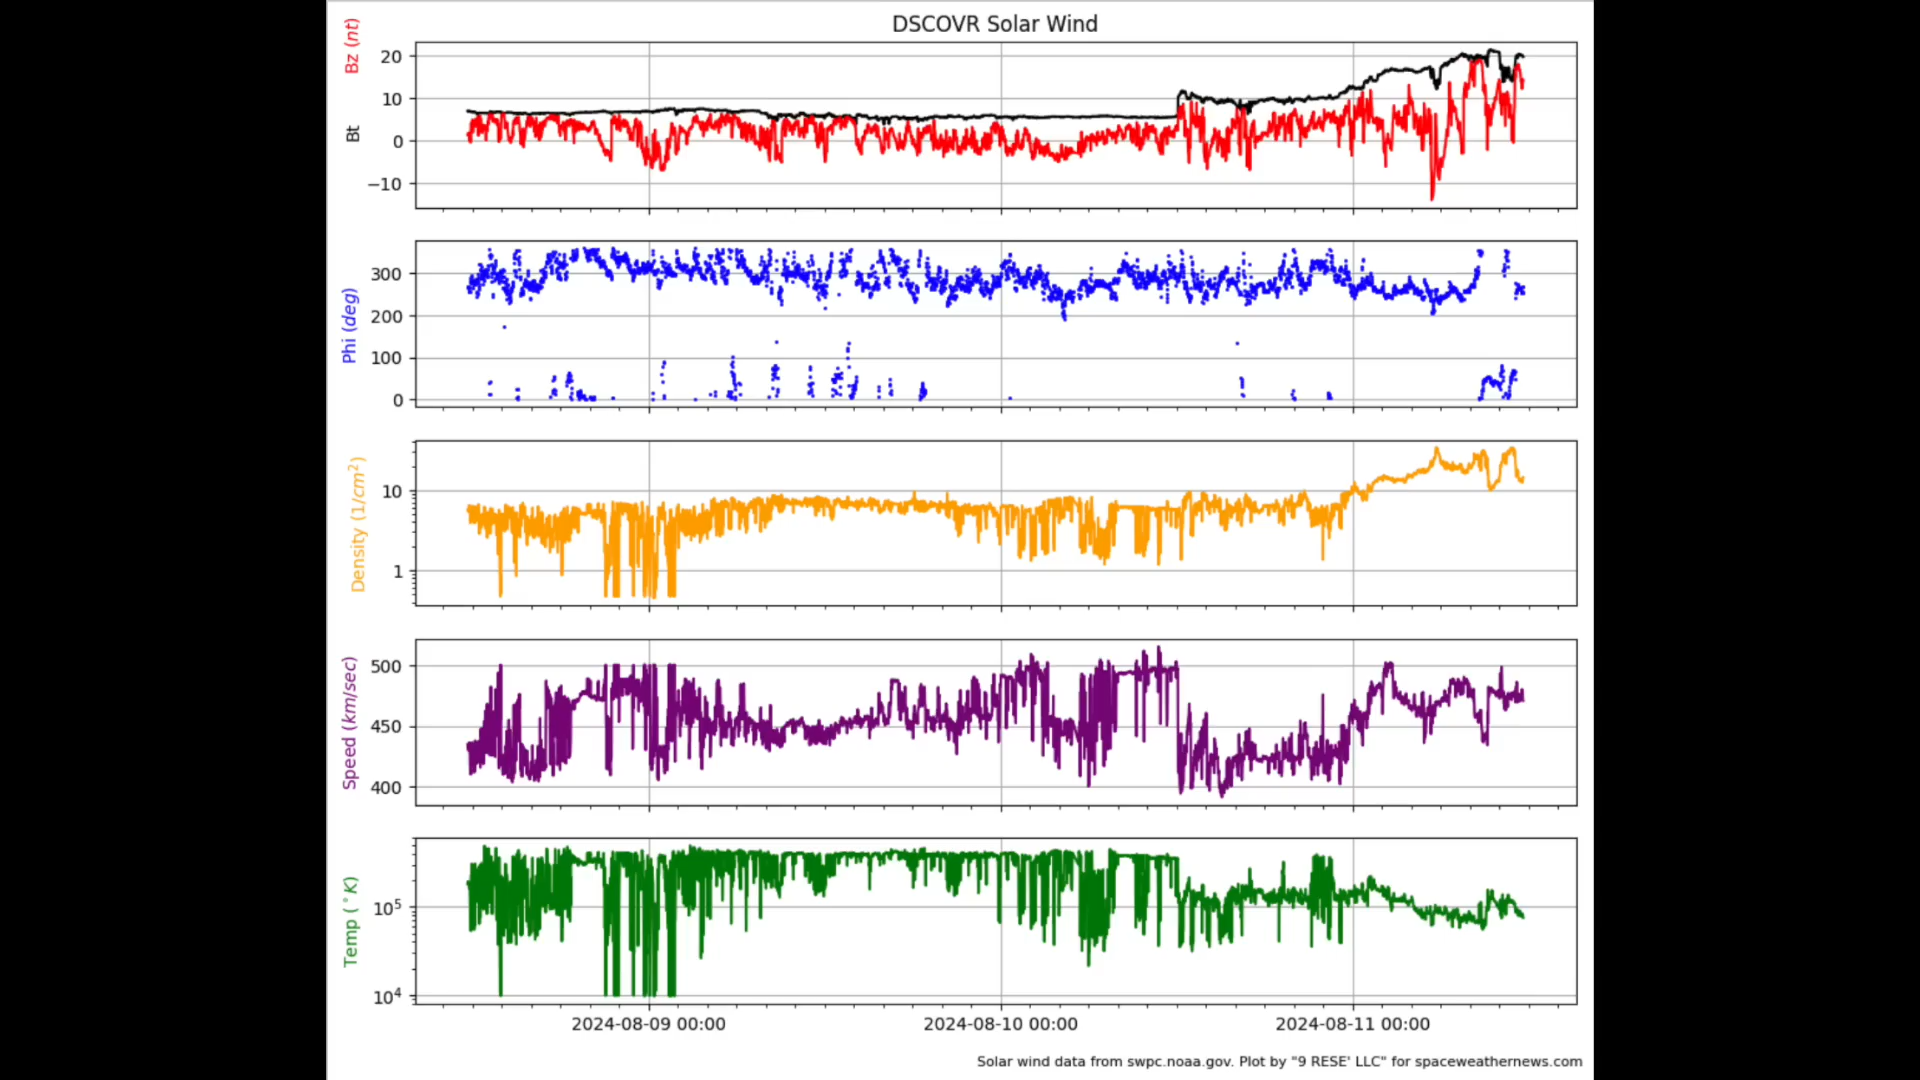 DSCOVR Solar Wind
Bz (nt)
Bt
20
10
0
−10
Phi (deg)
300
200
100
0
Density (1/cm²)
10
1
Speed (km/sec)
500
450
400
Temp (°K)
10⁵
10⁴
2024-08-09 00:00
2024-08-10 00:00
2024-08-11 00:00
Solar wind data from swpc.noaa.gov. Plot by "9 RESE' LLC" for spaceweathernews.com